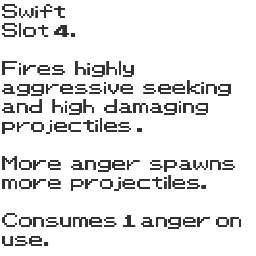 Swift
Slot 4.
Fires highly
aggressive seeking
and high damaging
projectiles.
More anger spawns
more projectiles.
Consumes 1 anger on
use.